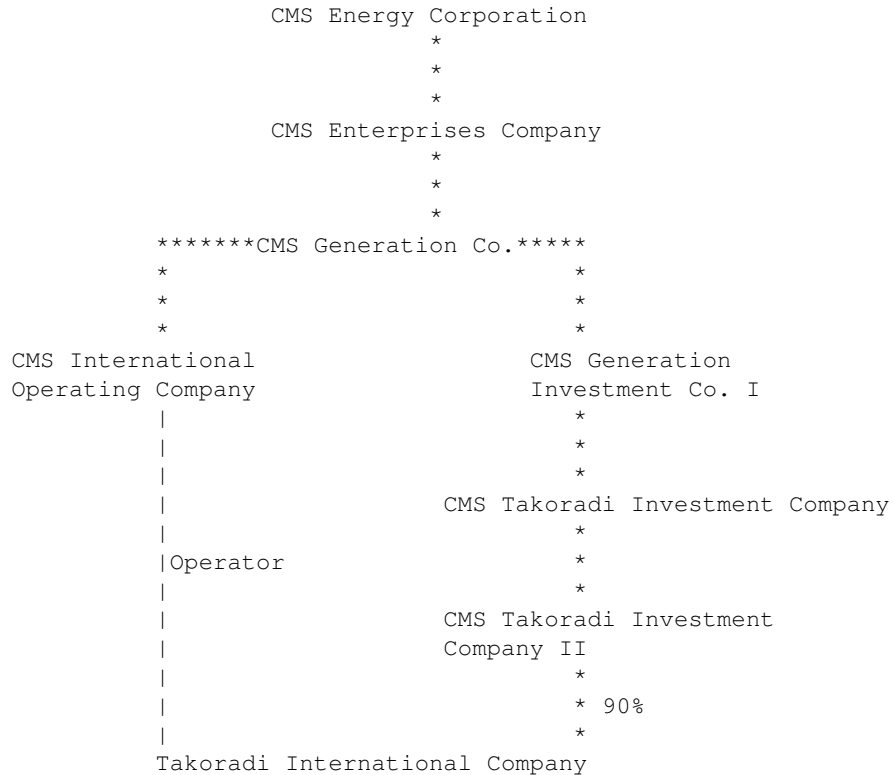 CMS Energy Corporation
*
*
*
CMS Enterprises Company
*
*
*
*******CMS Generation Co.*****
* *
* *
* *
CMS International CMS Generation
Operating Company Investment Co. I
| *
| *
| *
| CMS Takoradi Investment Company
| *
|Operator *
| *
| CMS Takoradi Investment
| Company II
| *
| * 90%
| *
Takoradi International Company